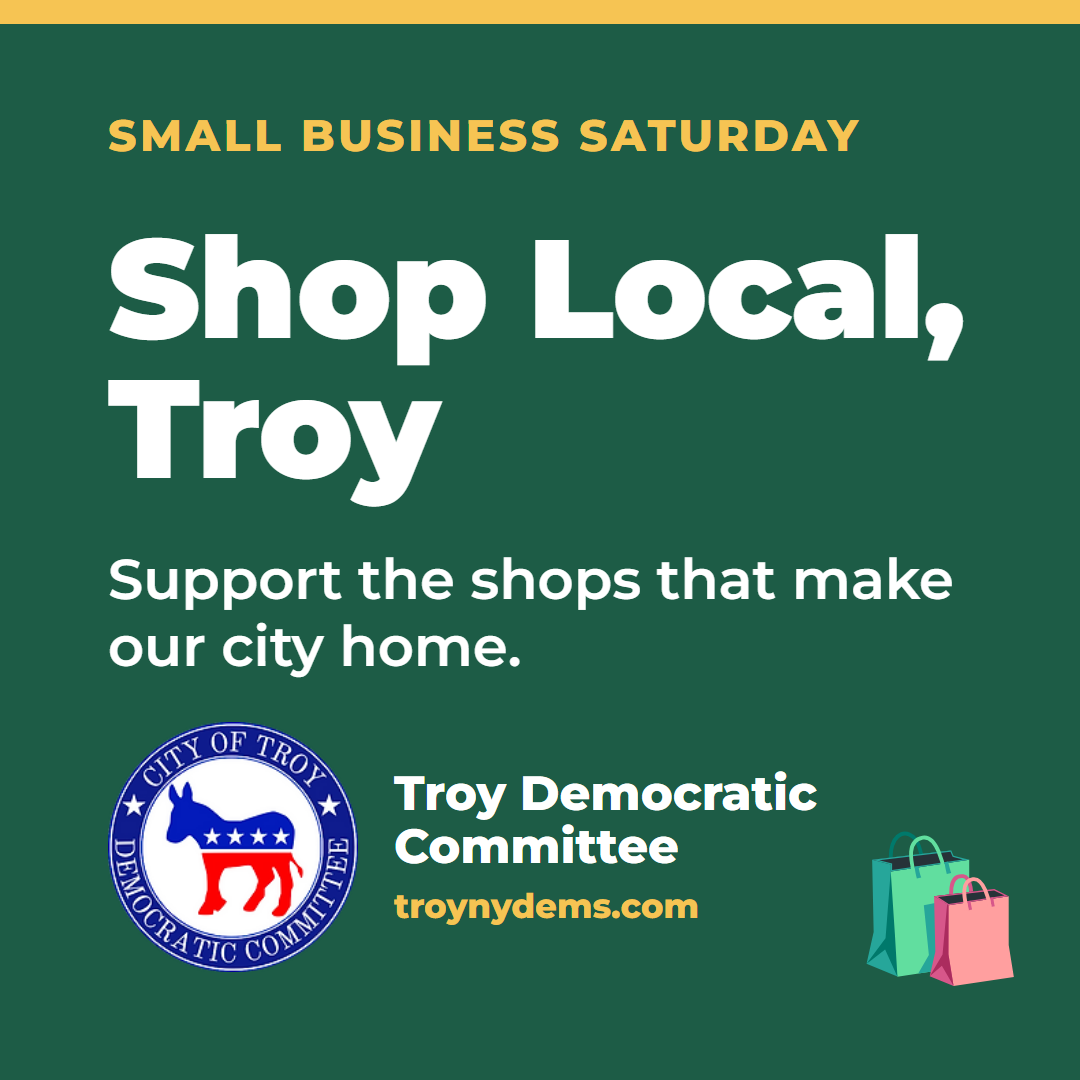 SMALL BUSINESS SATURDAY
Shop Local,
Troy
Support the shops that make
our city home.
CITY OF TROY
DEMOCRATIC COMMITTEE
Troy Democratic
Committee
troynydems.com